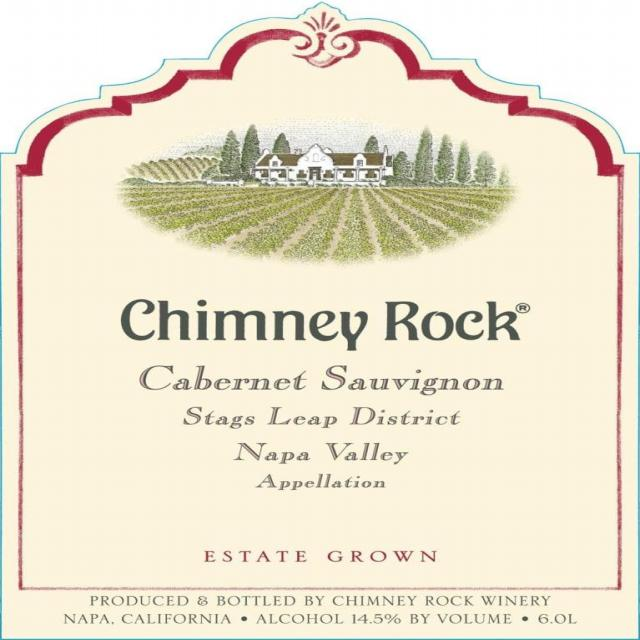 Chimney Rock®
Cabernet Sauvignon
Stags Leap District
Napa Valley
Appellation
ESTATE GROWN
PRODUCED & BOTTLED BY CHIMNEY ROCK WINERY
NAPA, CALIFORNIA • ALCOHOL 14.5% BY VOLUME • 6.0L